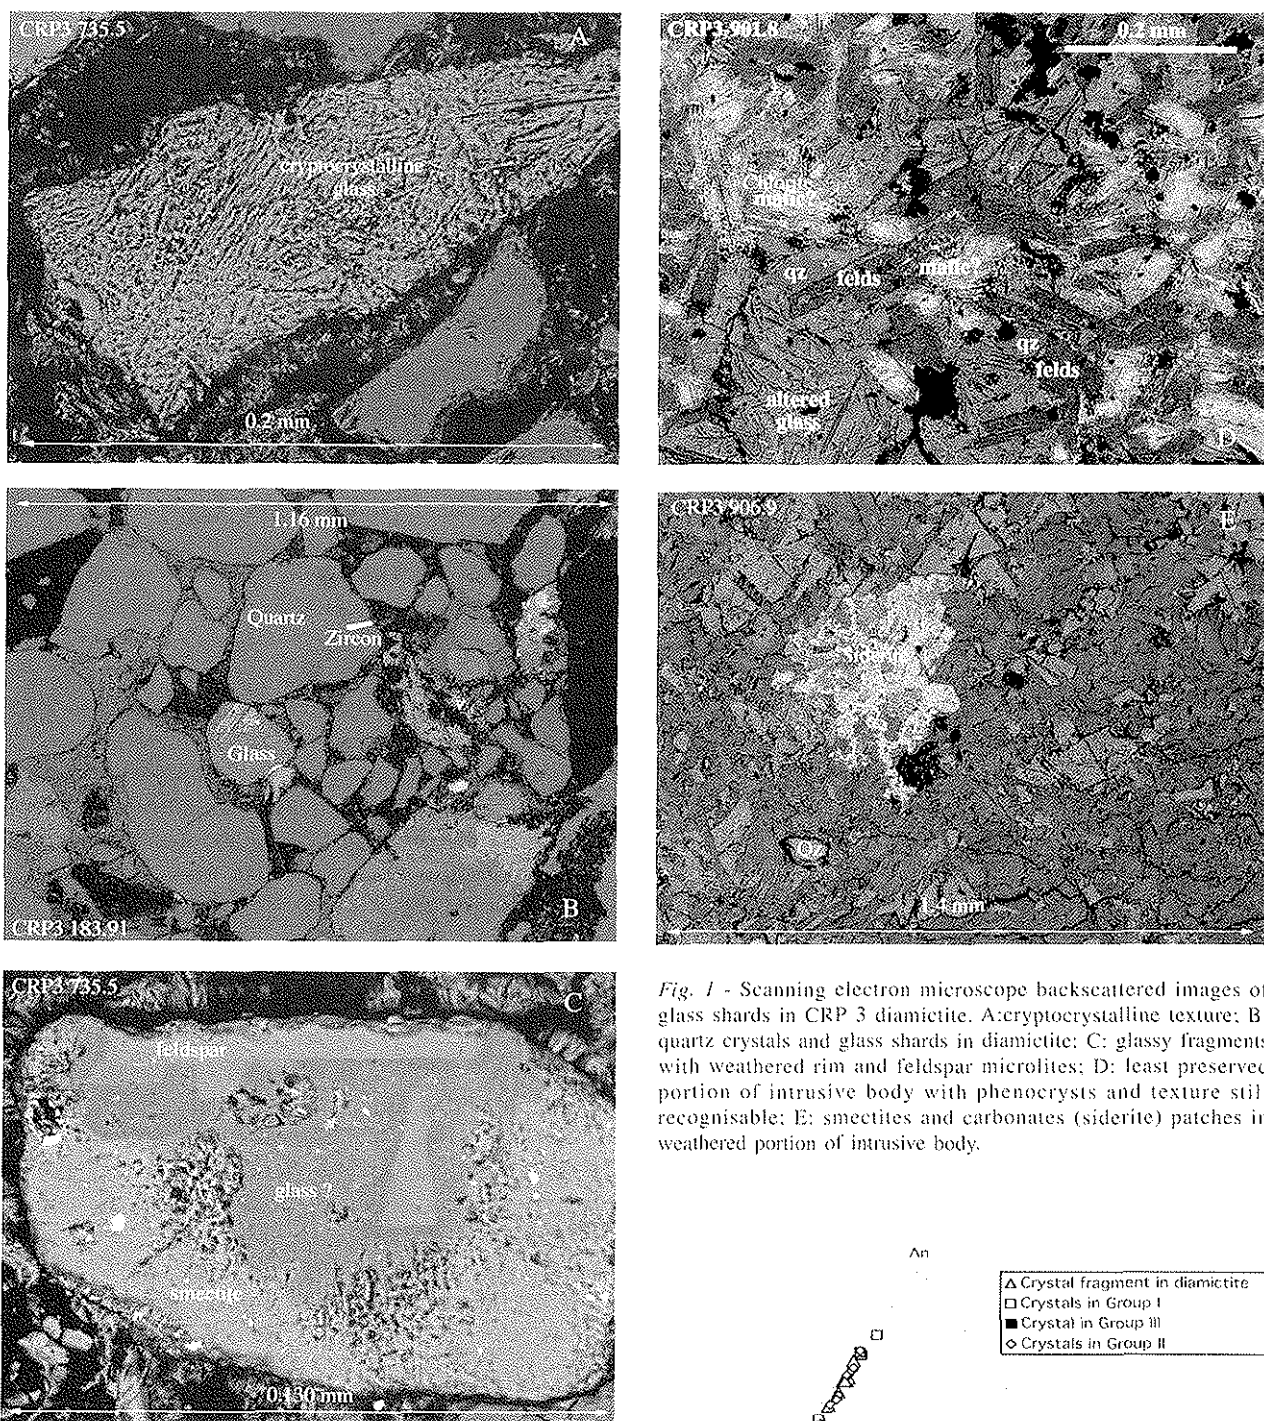 CRP3 735.5
A
cryptocrystalline
glass
0.2 mm
1.16 mm
Quartz
Zircon
Glass
B
CRP3 183.91
CRP3 735.5
C
feldspar
glass ?
smectite
0.430 mm
CRP3 901.8
0.2 mm
mafic?
qz
felds
mafic?
qz
felds
altered
glass
D
CRP3 906.9
E
qz
1.4 mm
Fig. 1 - Scanning electron microscope backscattered images of
glass shards in CRP 3 diamictite. A:cryptocrystalline texture; B:
quartz crystals and glass shards in diamictite; C: glassy fragments
with weathered rim and feldspar microlites; D: least preserved
portion of intrusive body with phenocrysts and texture stil
recognisable; E: smectites and carbonates (siderite) patches in
weathered portion of intrusive body.
An
Crystal fragment in diamictite
Crystals in Group I
Crystal in Group III
Crystals in Group II